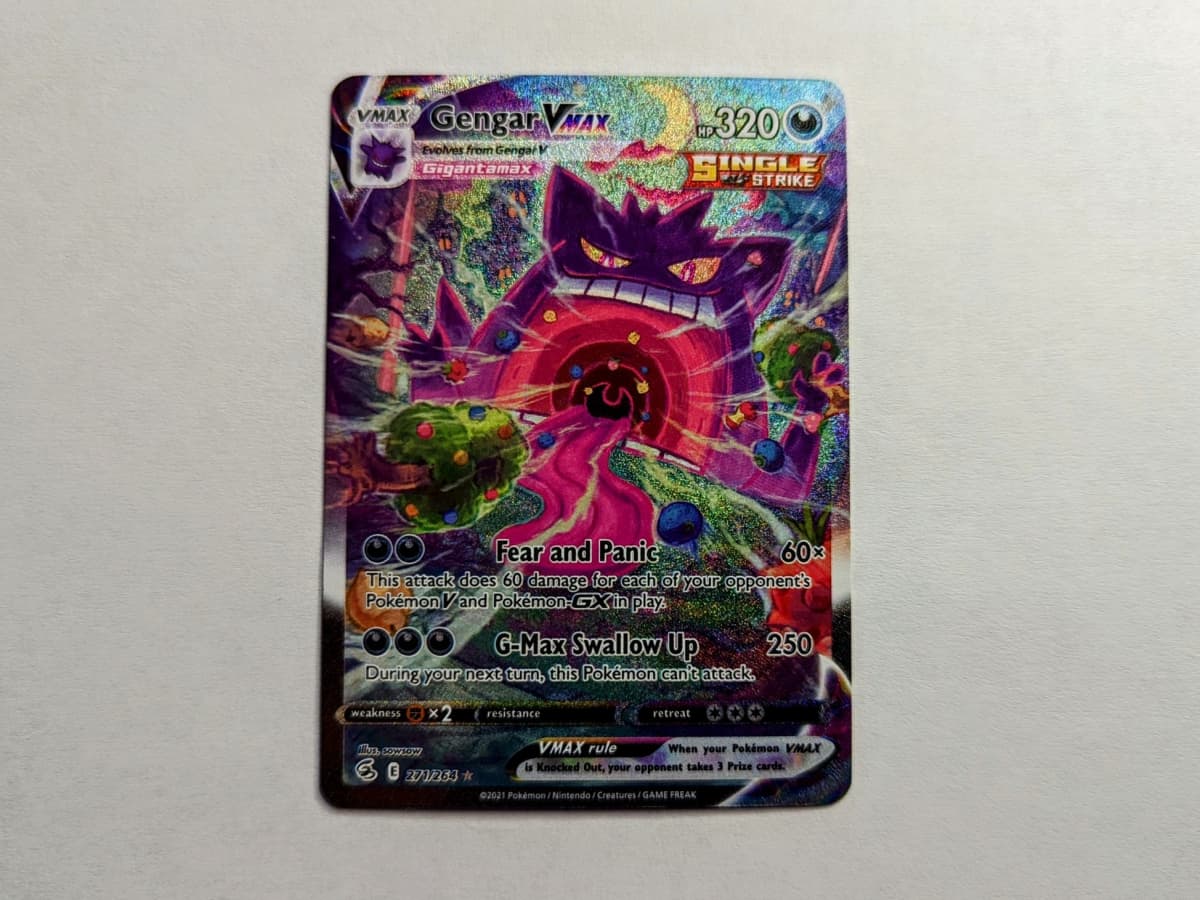 VMAX Gengar VMAX HP 320
Evolves from Gengar V
Gigantamax
SINGLE
STRIKE
Fear and Panic 60×
This attack does 60 damage for each of your opponent's
Pokémon V and Pokémon-GX in play.
G-Max Swallow Up 250
During your next turn, this Pokémon can't attack.
weakness ×2 resistance retreat
Illus. sowsow
VMAX rule When your Pokémon VMAX
is Knocked Out, your opponent takes 3 Prize cards.
E 271/264
©2021 Pokémon / Nintendo / Creatures / GAME FREAK